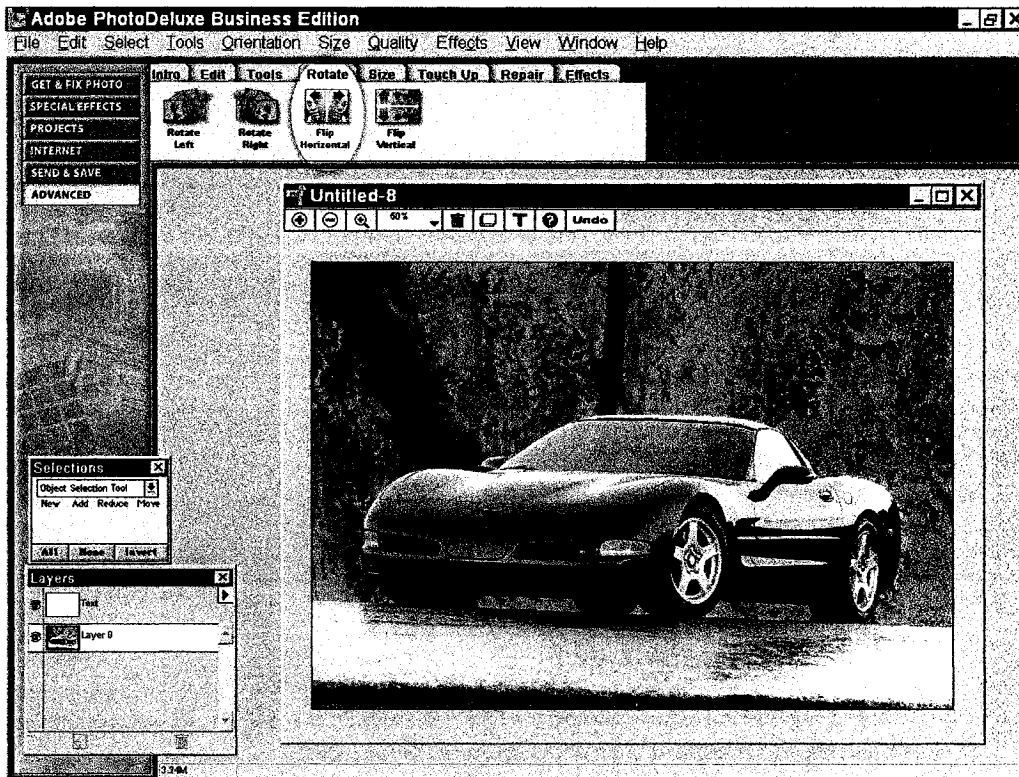 Adobe PhotoDeluxe Business Edition
File Edit Select Tools Orientation Size Quality Effects View Window Help
Intro Edit Tools Rotate Size Touch Up Repair Effects
GET & FIX PHOTO
SPECIAL EFFECTS
PROJECTS
INTERNET
SEND & SAVE
ADVANCED
Rotate Left
Rotate Right
Flip Horizontal
Flip Vertical
Untitled-8
50% T ? Undo
Selections
Object Selection Tool
New Add Reduce Move
All None Invert
Layers
Text
Layer 0
3.24M